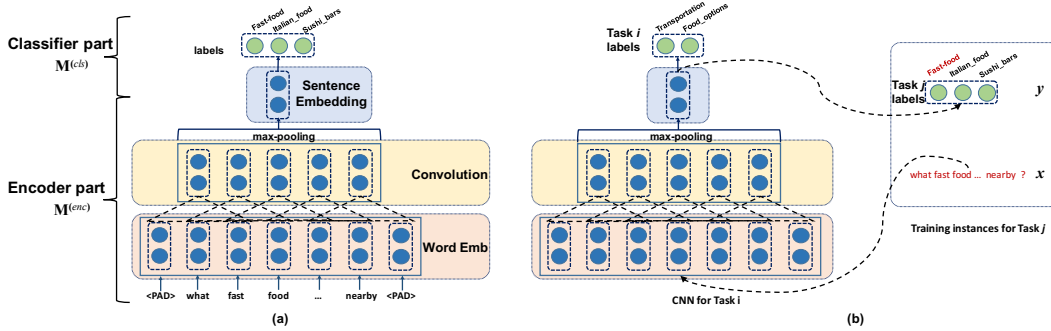 Classifier part
M(cls)
Encoder part
M(enc)
labels
Fast-food
Italian_food
Sushi_bars
Sentence
Embedding
max-pooling
Convolution
Word Emb
<PAD>
what
fast
food
...
nearby
<PAD>
(a)
Task i
labels
Transportation
Food_options
max-pooling
CNN for Task i
(b)
Task j
labels
Fast-food
Italian_food
Sushi_bars
y
what fast food ... nearby ?
x
Training instances for Task j